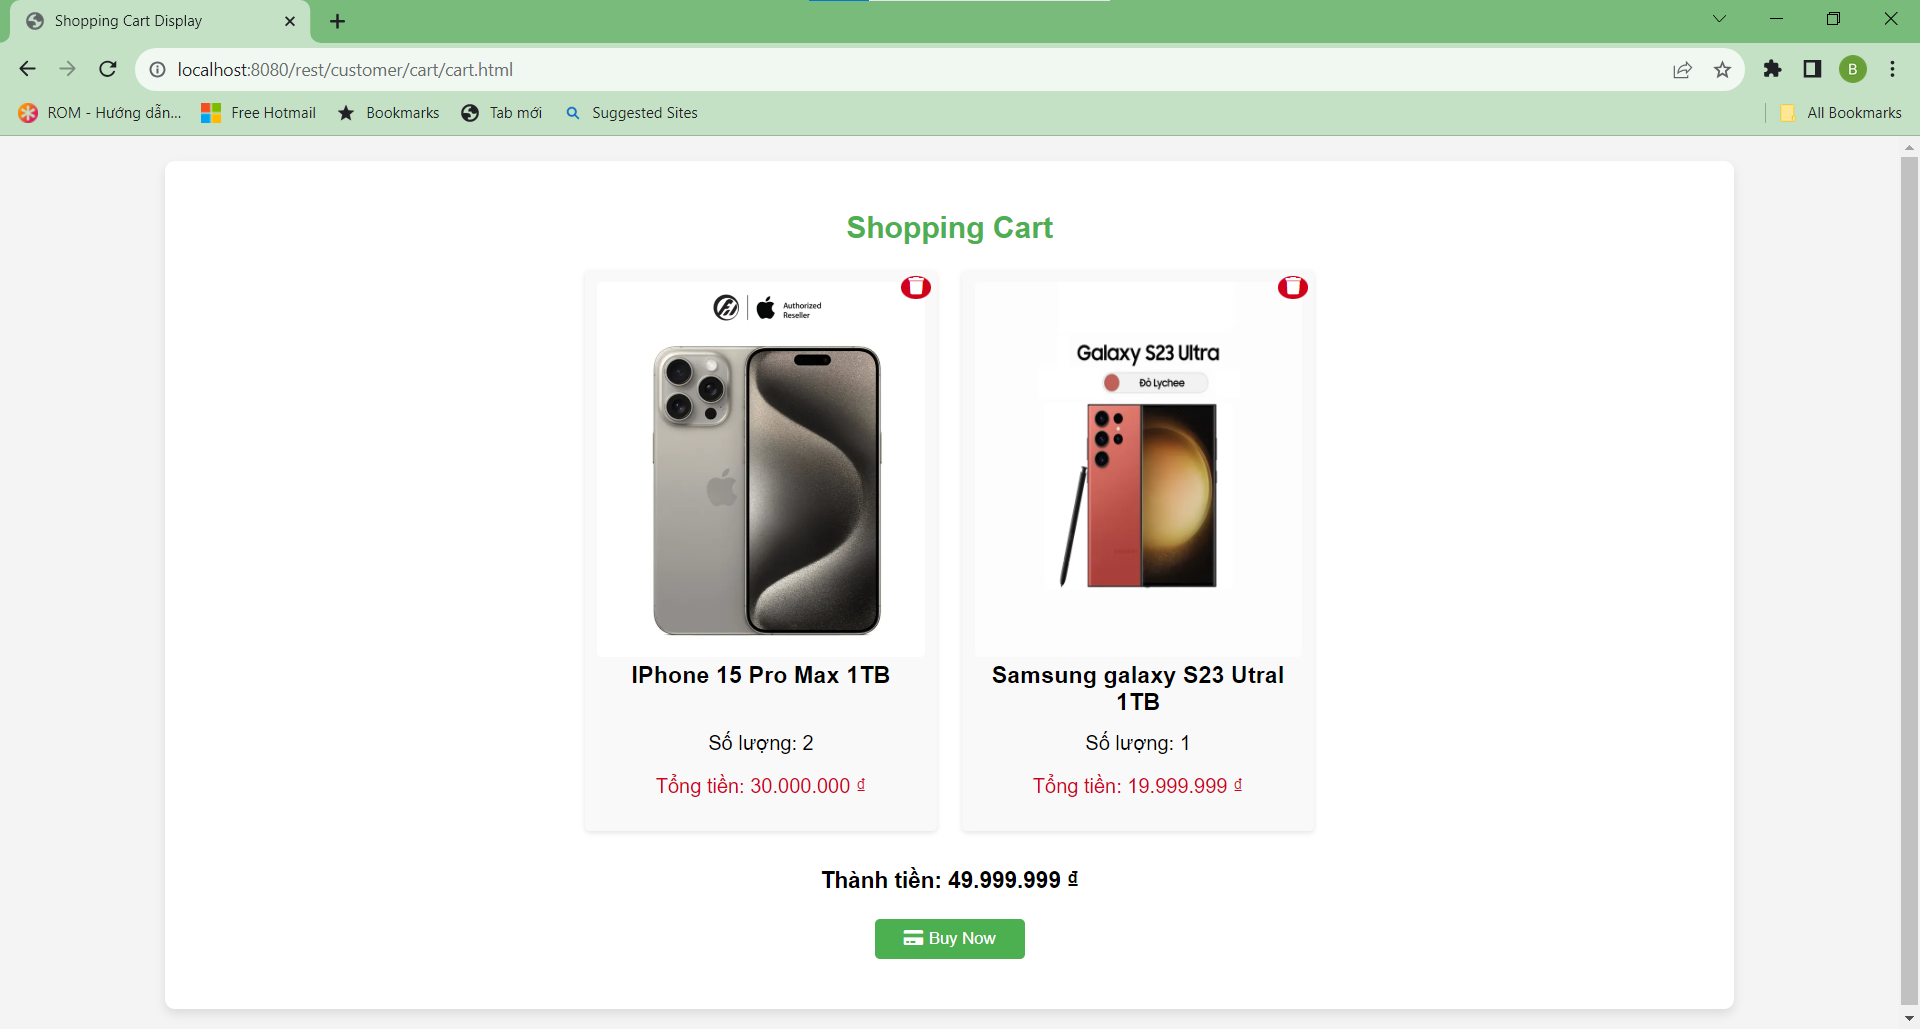 Shopping Cart Display
localhost:8080/rest/customer/cart/cart.html
B
ROM - Hướng dẫn...
Free Hotmail
Bookmarks
Tab mới
Suggested Sites
All Bookmarks
Shopping Cart
Authorized
Reseller
IPhone 15 Pro Max 1TB
Số lượng: 2
Tổng tiền: 30.000.000 ₫
Galaxy S23 Ultra
Đỏ Lychee
Samsung galaxy S23 Utral
1TB
Số lượng: 1
Tổng tiền: 19.999.999 ₫
Thành tiền: 49.999.999 ₫
Buy Now